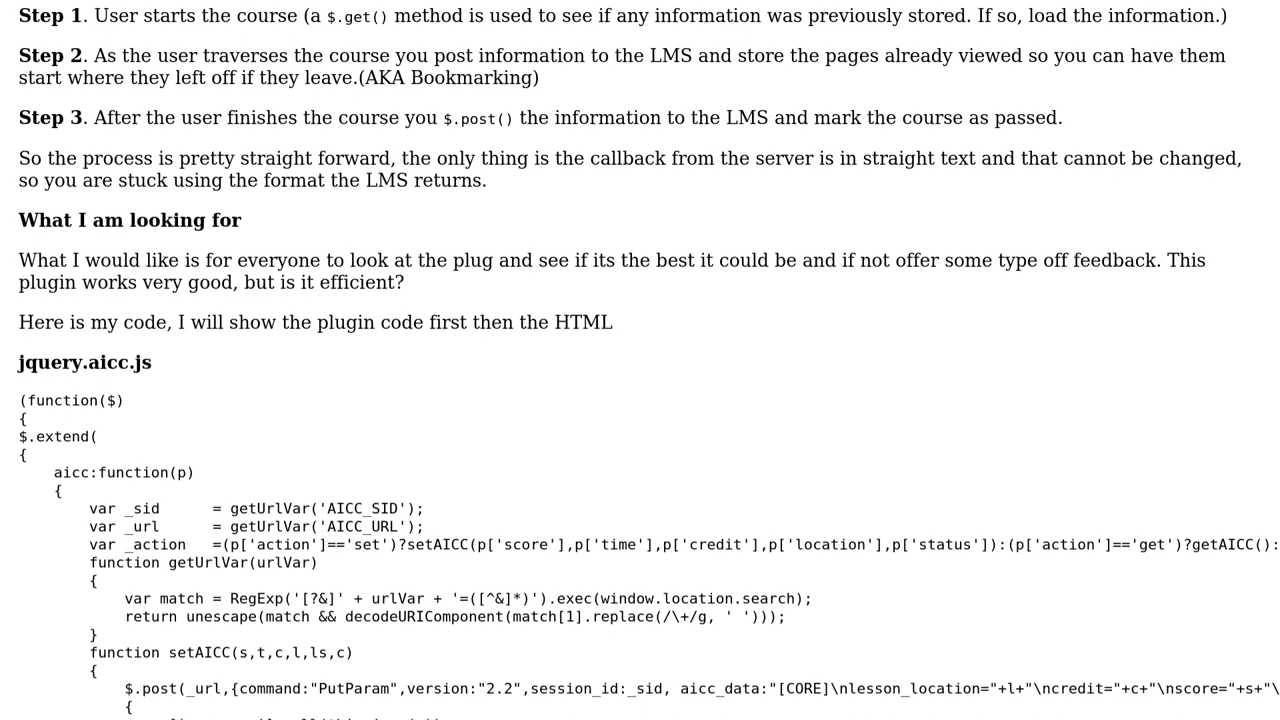 Step 1. User starts the course (a $.get() method is used to see if any information was previously stored. If so, load the information.)
Step 2. As the user traverses the course you post information to the LMS and store the pages already viewed so you can have them
start where they left off if they leave.(AKA Bookmarking)
Step 3. After the user finishes the course you $.post() the information to the LMS and mark the course as passed.
So the process is pretty straight forward, the only thing is the callback from the server is in straight text and that cannot be changed,
so you are stuck using the format the LMS returns.
What I am looking for
What I would like is for everyone to look at the plug and see if its the best it could be and if not offer some type off feedback. This
plugin works very good, but is it efficient?
Here is my code, I will show the plugin code first then the HTML
jquery.aicc.js
(function($)
{
$.extend(
{
    aicc:function(p)
    {
        var _sid      = getUrlVar('AICC_SID');
        var _url      = getUrlVar('AICC_URL');
        var _action   =(p['action']=='set')?setAICC(p['score'],p['time'],p['credit'],p['location'],p['status']):(p['action']=='get')?getAICC():
        function getUrlVar(urlVar)
        {
            var match = RegExp('[?&]' + urlVar + '=([^&]*)').exec(window.location.search);
            return unescape(match && decodeURIComponent(match[1].replace(/\+/g, ' ')));
        }
        function setAICC(s,t,c,l,ls,c)
        {
            $.post(_url,{command:"PutParam",version:"2.2",session_id:_sid, aicc_data:"[CORE]\nlesson_location="+l+"\ncredit="+c+"\nscore="+s+"\
            {